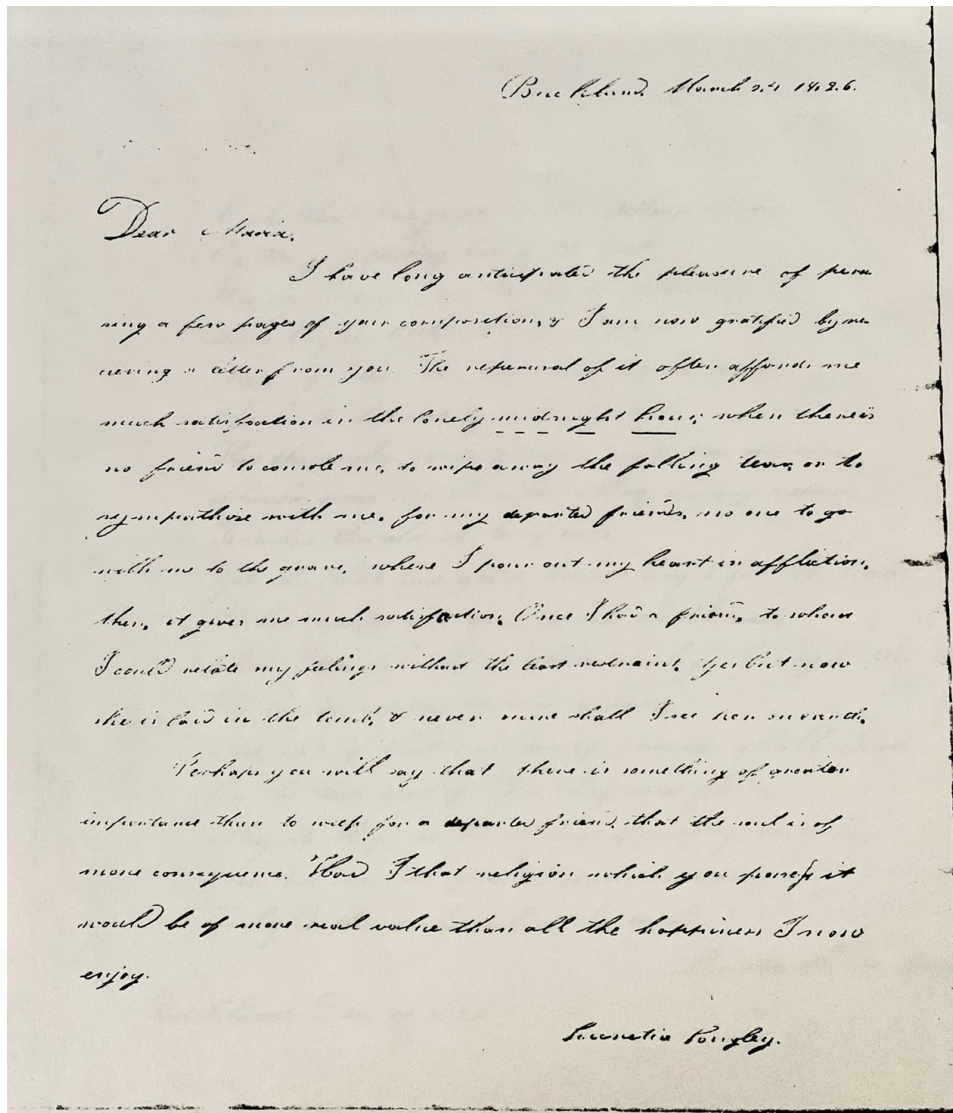 Buckland. March 24 1826.
Dear Maria.
I have long anticipated the pleasure of peru
sing a few pages of your composition, & I am now gratified by re
ceiving a letter from you. The reperusal of it often affords me
much satisfaction in the lonely midnight hour; when there is
no friend to console me, to wipe away the falling tear, or to
sympathise with me, for my departed friends, no one to go
with me to the grave, where I pour out my heart in affliction,
then, it gives me much satisfaction. Once I had a friend, to whom
I could relate my feelings without the least restraint, yes but now
she is laid in the tomb, & never more shall I see her
Perhaps you will say that there is something of greater
importance than to weep for a departed friend, that the soul is of
more consequence. Had I that religion which you possess it
would be of more real value than all the happiness I now
enjoy.
Lucretia Longley.